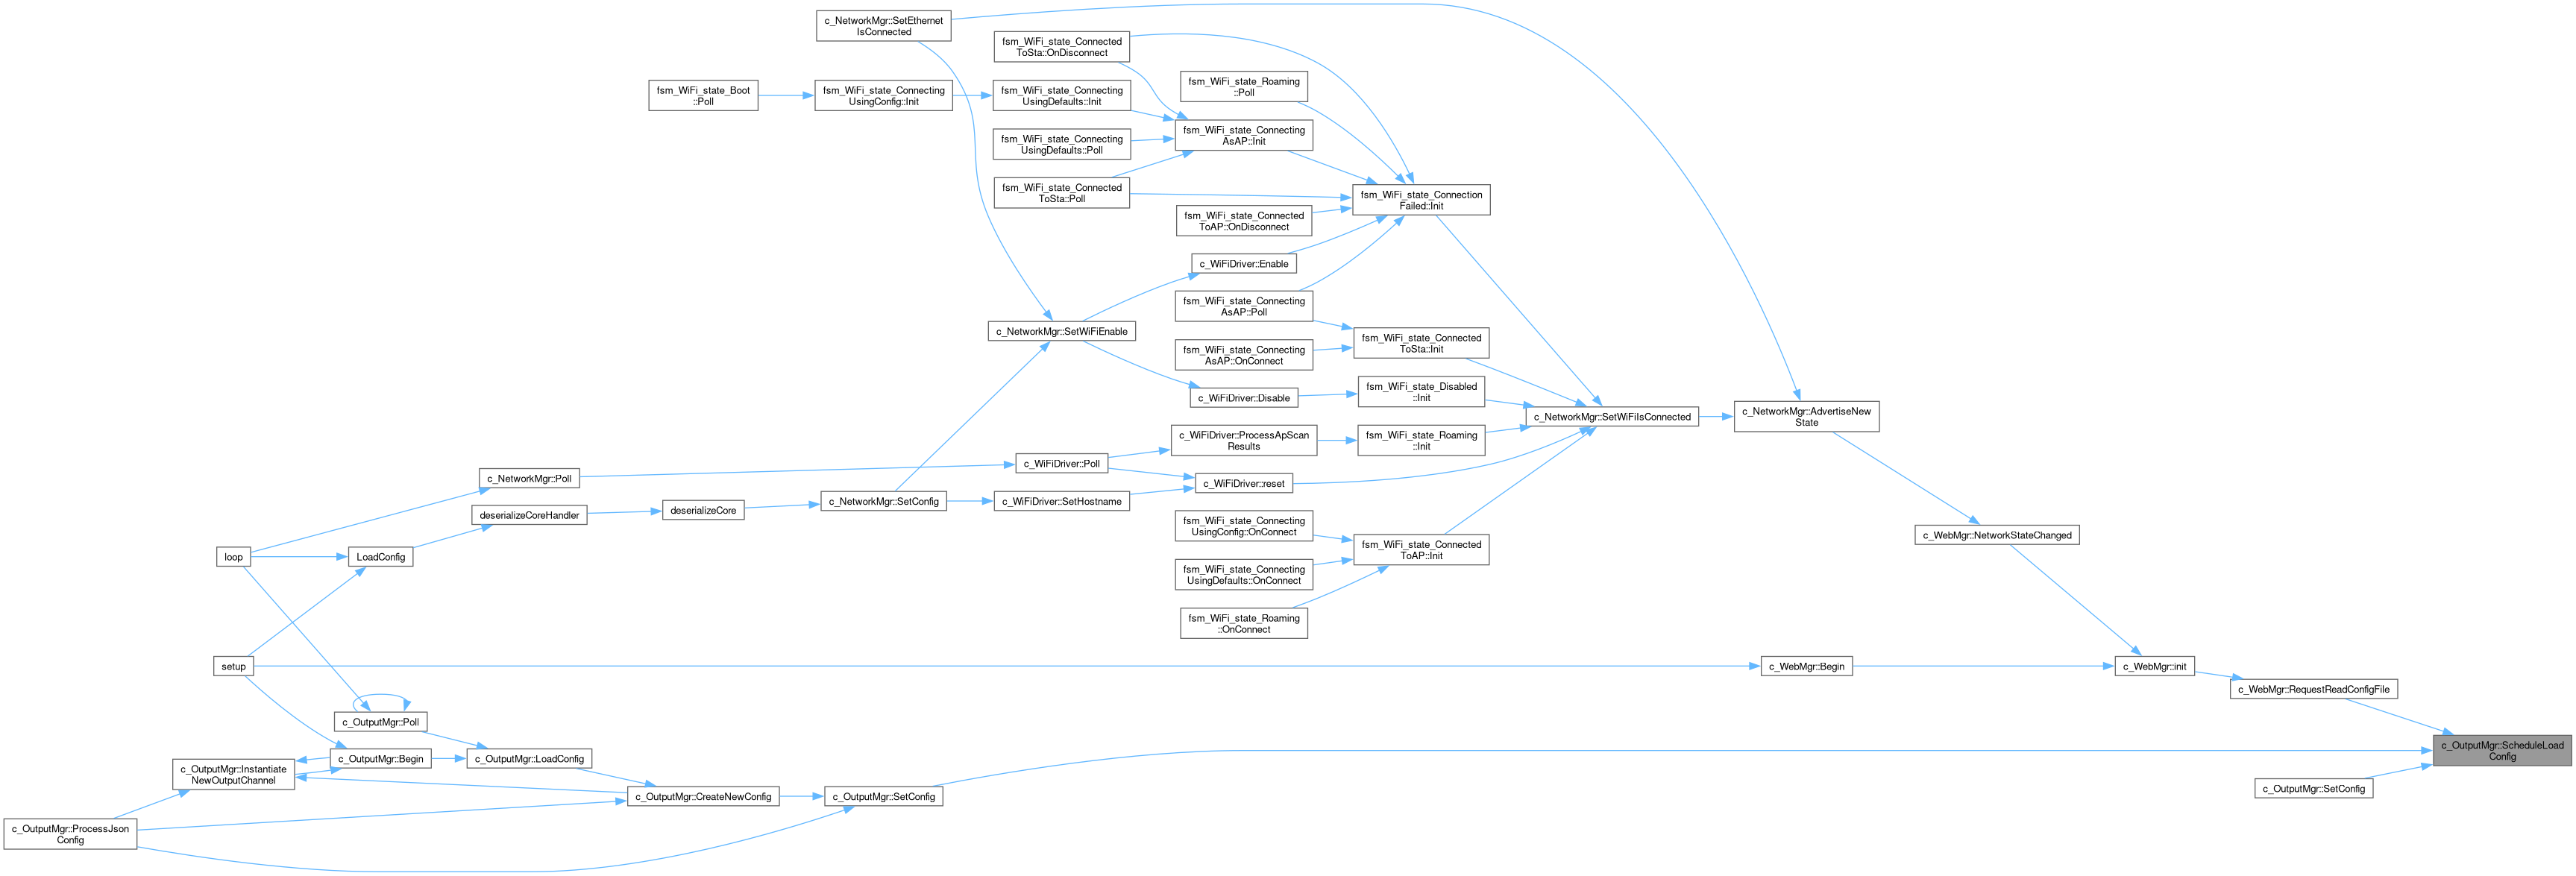 c_NetworkMgr::SetEthernet
IsConnected
fsm_WiFi_state_Connected
ToSta::OnDisconnect
fsm_WiFi_state_Roaming
::Poll
fsm_WiFi_state_Boot
::Poll
fsm_WiFi_state_Connecting
UsingConfig::Init
fsm_WiFi_state_Connecting
UsingDefaults::Init
fsm_WiFi_state_Connecting
AsAP::Init
fsm_WiFi_state_Connecting
UsingDefaults::Poll
fsm_WiFi_state_Connected
ToSta::Poll
fsm_WiFi_state_Connection
Failed::Init
fsm_WiFi_state_Connected
ToAP::OnDisconnect
c_WiFiDriver::Enable
fsm_WiFi_state_Connecting
AsAP::Poll
c_NetworkMgr::SetWiFiEnable
fsm_WiFi_state_Connected
ToSta::Init
fsm_WiFi_state_Connecting
AsAP::OnConnect
fsm_WiFi_state_Disabled
::Init
c_WiFiDriver::Disable
c_NetworkMgr::SetWiFiIsConnected
c_NetworkMgr::AdvertiseNew
State
c_WiFiDriver::ProcessApScan
Results
fsm_WiFi_state_Roaming
::Init
c_WiFiDriver::Poll
c_NetworkMgr::Poll
c_WiFiDriver::reset
c_NetworkMgr::SetConfig
c_WiFiDriver::SetHostname
deserializeCoreHandler
deserializeCore
fsm_WiFi_state_Connecting
UsingConfig::OnConnect
c_WebMgr::NetworkStateChanged
loop
LoadConfig
fsm_WiFi_state_Connected
ToAP::Init
fsm_WiFi_state_Connecting
UsingDefaults::OnConnect
fsm_WiFi_state_Roaming
::OnConnect
setup
c_WebMgr::Begin
c_WebMgr::init
c_WebMgr::RequestReadConfigFile
c_OutputMgr::Poll
c_OutputMgr::ScheduleLoad
Config
c_OutputMgr::Begin
c_OutputMgr::LoadConfig
c_OutputMgr::Instantiate
NewOutputChannel
c_OutputMgr::CreateNewConfig
c_OutputMgr::SetConfig
c_OutputMgr::SetConfig
c_OutputMgr::ProcessJson
Config